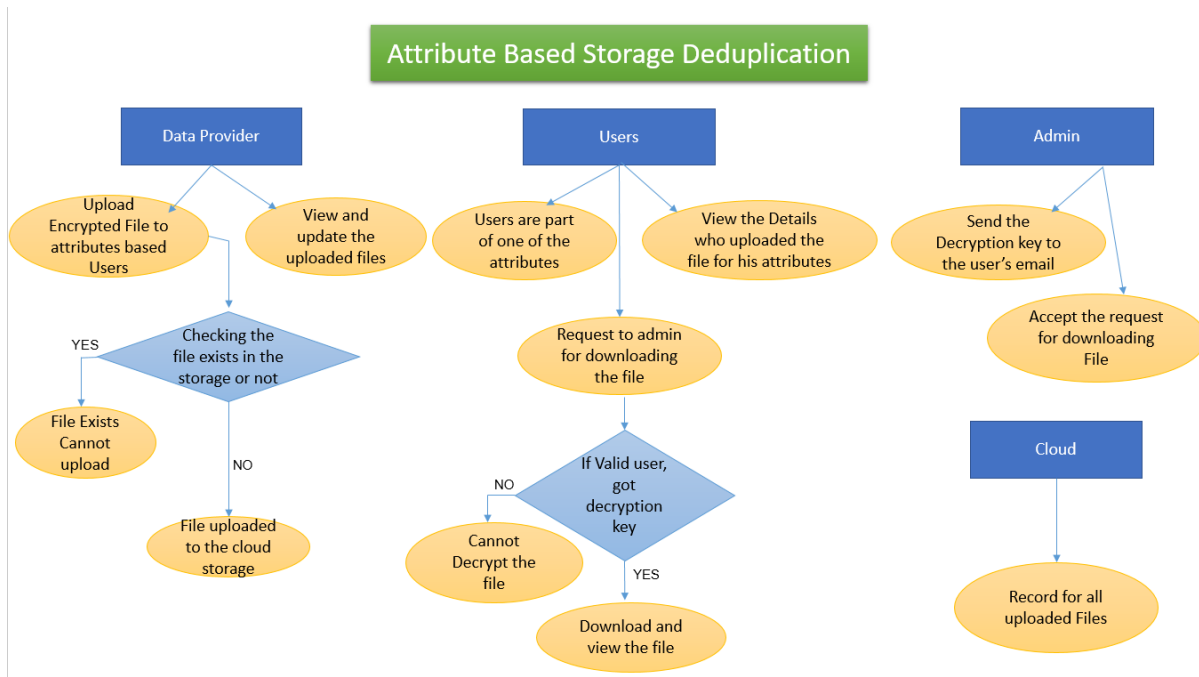 Attribute Based Storage Deduplication
Data Provider
Users
Admin
Upload
Encrypted File to
attributes based
Users
View and
update the
uploaded files
Users are part
of one of the
attributes
View the Details
who uploaded the
file for his attributes
Send the
Decryption key to
the user’s email
Accept the request
for downloading
File
Checking the
file exists in the
storage or not
YES
File Exists
Cannot
upload
NO
File uploaded
to the cloud
storage
Request to admin
for downloading
the file
If Valid user,
got
decryption
key
NO
Cannot
Decrypt the
file
YES
Download and
view the file
Cloud
Record for all
uploaded Files